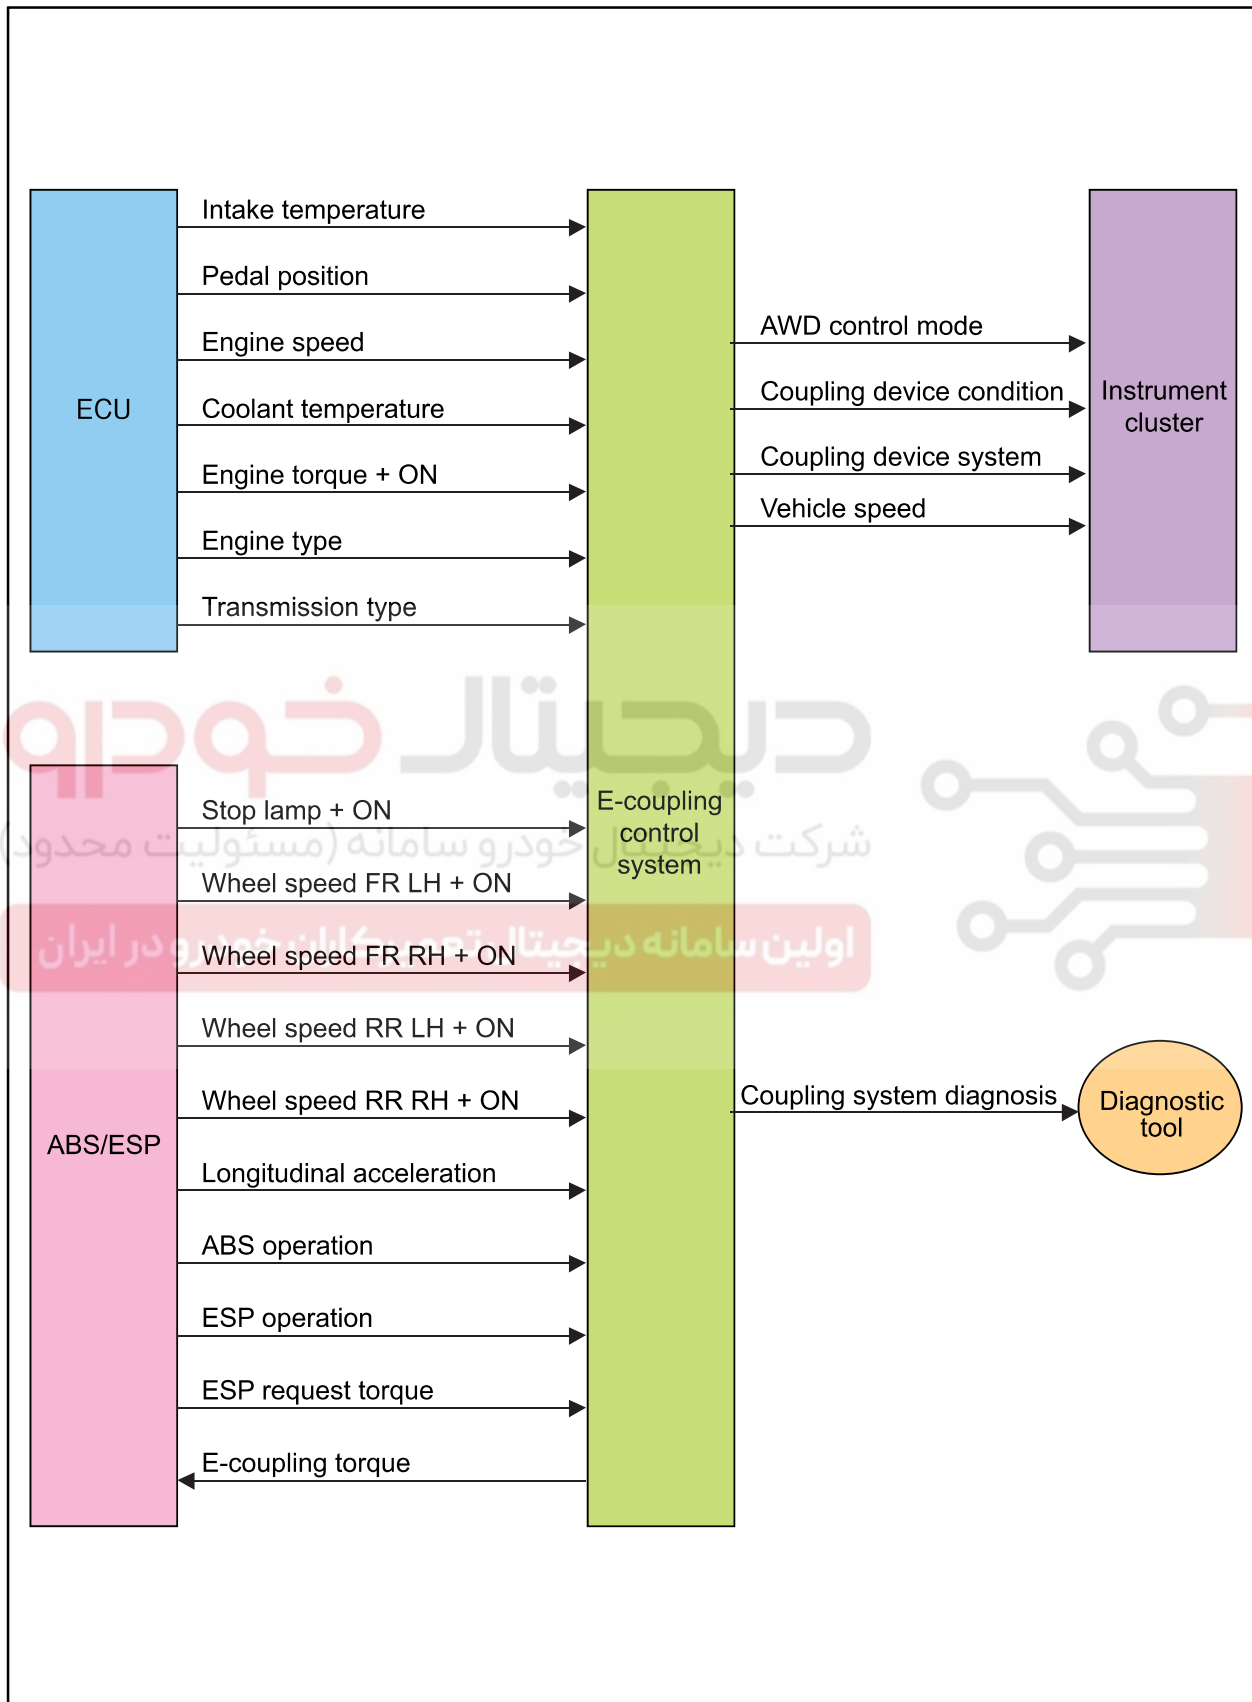 Intake temperature
Pedal position
Engine speed
ECU
Coolant temperature
Engine torque + ON
Engine type
Transmission type
AWD control mode
Coupling device condition
Coupling device system
Vehicle speed
Instrument
cluster
دیجیتال خودرو
شرکت دیجیتال خودرو سامانه (مسئولیت محدود)
اولین سامانه دیجیتال تعمیرکاران خودرو در ایران
E-coupling
control
system
ABS/ESP
Stop lamp + ON
Wheel speed FR LH + ON
Wheel speed FR RH + ON
Wheel speed RR LH + ON
Wheel speed RR RH + ON
Longitudinal acceleration
ABS operation
ESP operation
ESP request torque
E-coupling torque
Coupling system diagnosis
Diagnostic
tool